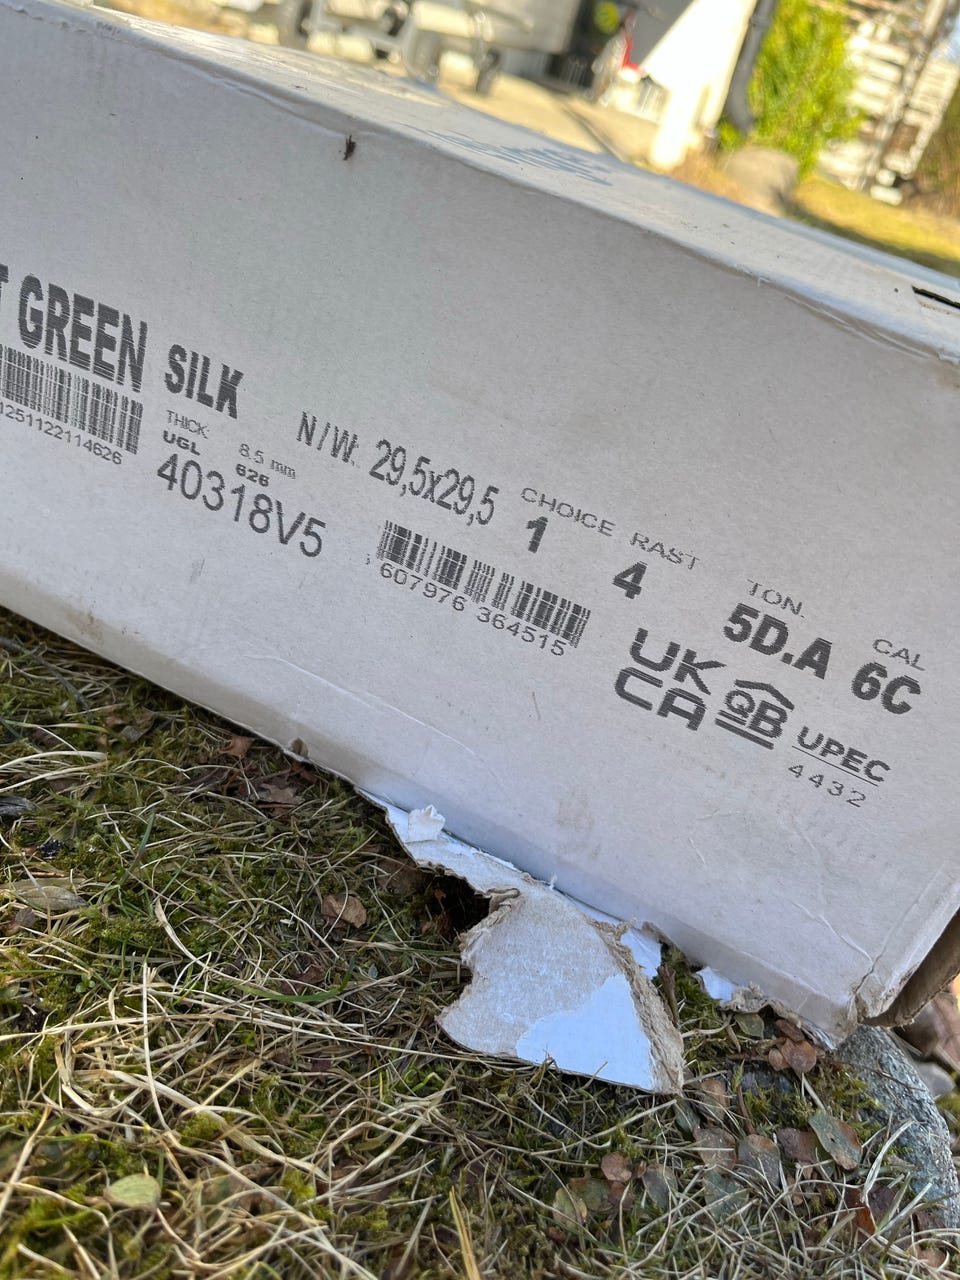 T GREEN SILK
1251122114626
THICK 8.5 mm
UGL 626
40318V5
N/W. 29,5x29,5
607976 364515
CHOICE
1
RAST
4
TON.
5D.A
CAL
6C
UK
CA
QB
UPEC
4432